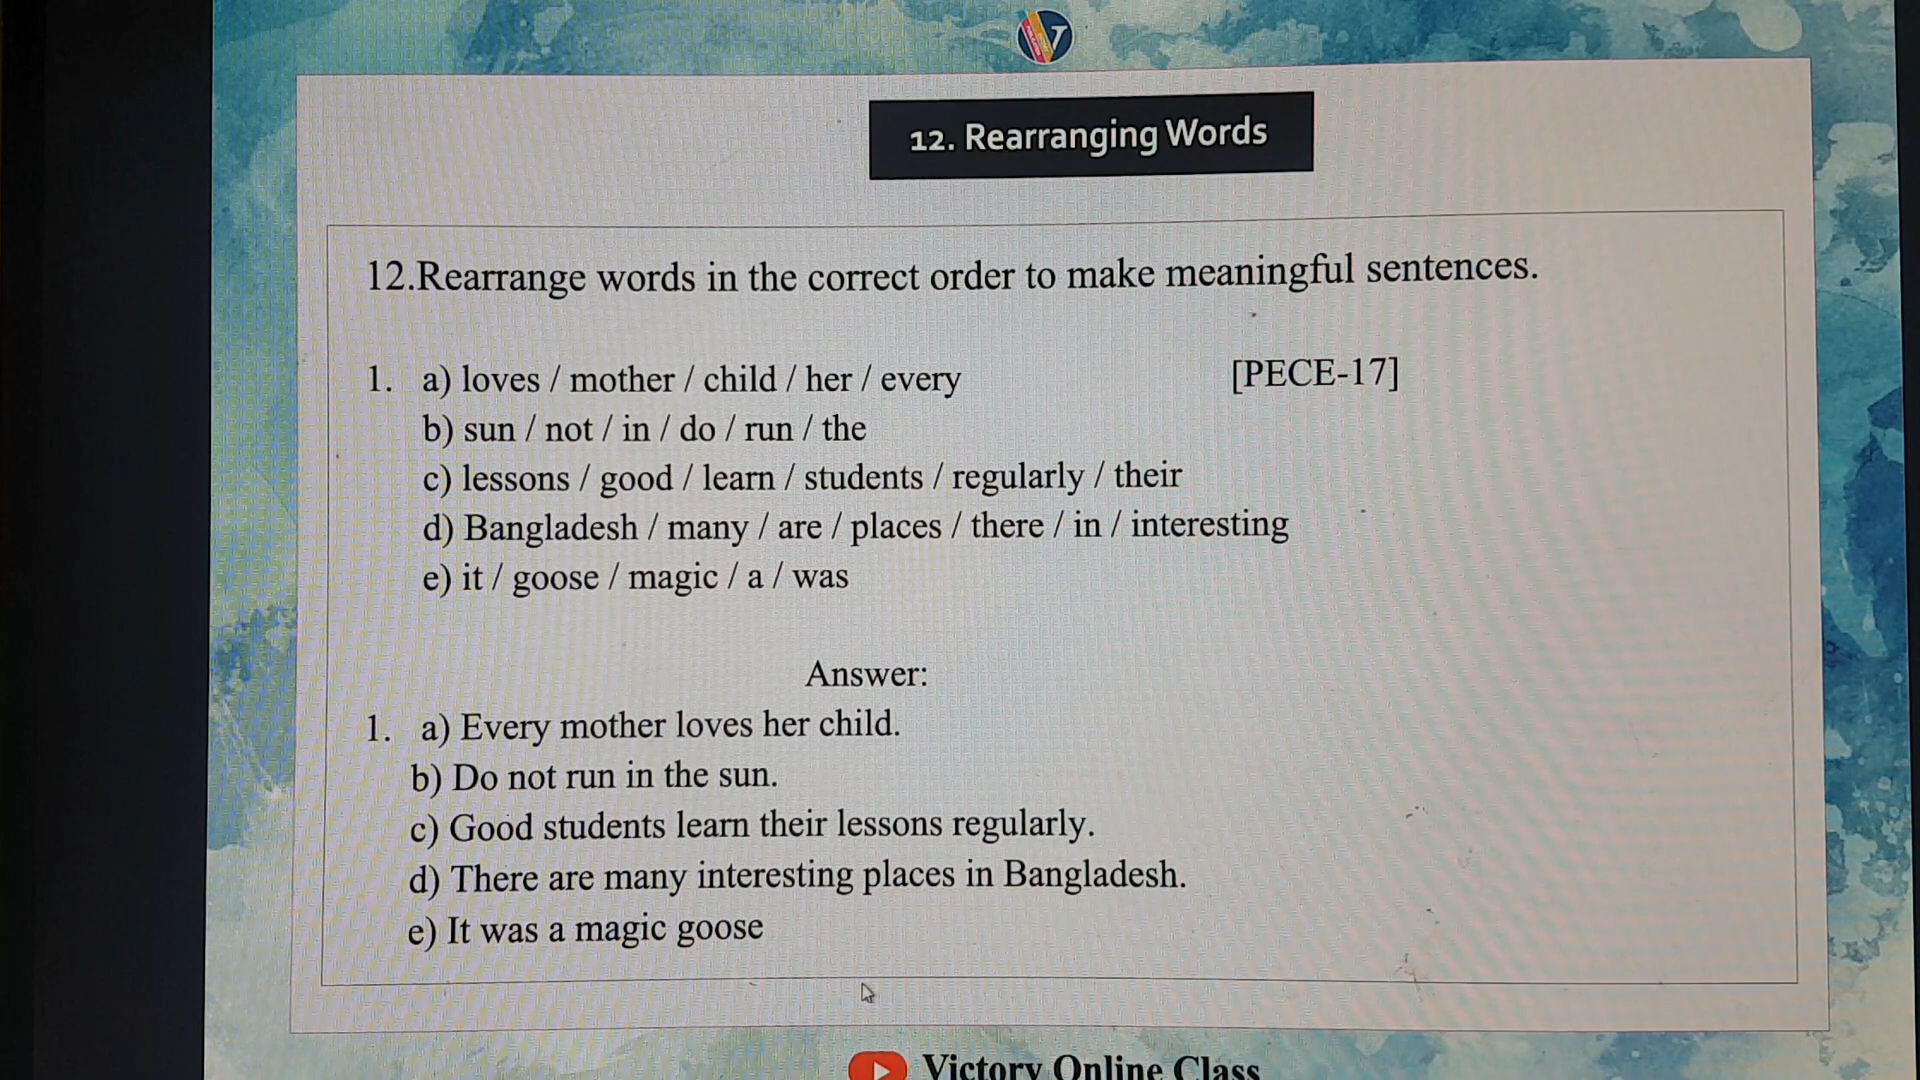 12. Rearranging Words
12.Rearrange words in the correct order to make meaningful sentences.
1. a) loves / mother / child / her / every [PECE-17]
b) sun / not / in / do / run / the
c) lessons / good / learn / students / regularly / their
d) Bangladesh / many / are / places / there / in / interesting
e) it / goose / magic / a / was
Answer:
1. a) Every mother loves her child.
b) Do not run in the sun.
c) Good students learn their lessons regularly.
d) There are many interesting places in Bangladesh.
e) It was a magic goose
Victory Online Class